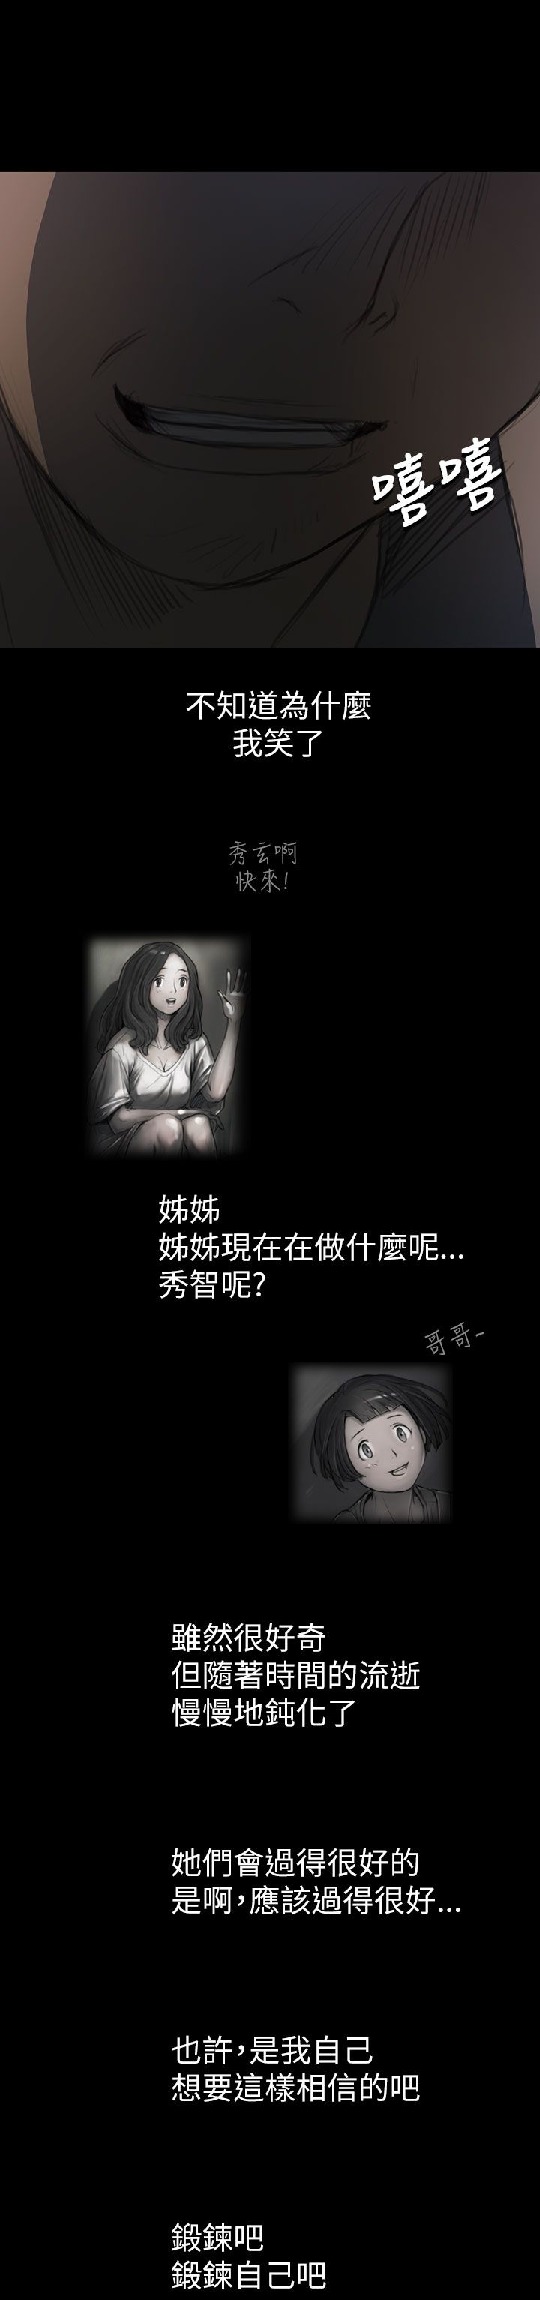 嘻嘻
不知道為什麼
我笑了
秀玄啊
快來!
姊姊
姊姊現在在做什麼呢...
秀智呢?
哥哥~
雖然很好奇
但隨著時間的流逝
慢慢地鈍化了
她們會過得很好的
是啊,應該過得很好...
也許,是我自己
想要這樣相信的吧
鍛鍊吧
鍛鍊自己吧